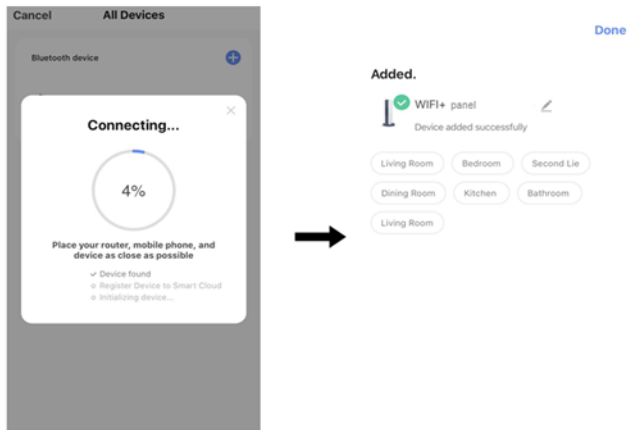 Cancel All Devices
Bluetooth device
Connecting...
4%
Place your router, mobile phone, and
device as close as possible
Device found
Register Device to Smart Cloud
Initializing device...
Done
Added.
WIFI+ panel
Device added successfully
Living Room Bedroom Second Lie
Dining Room Kitchen Bathroom
Living Room